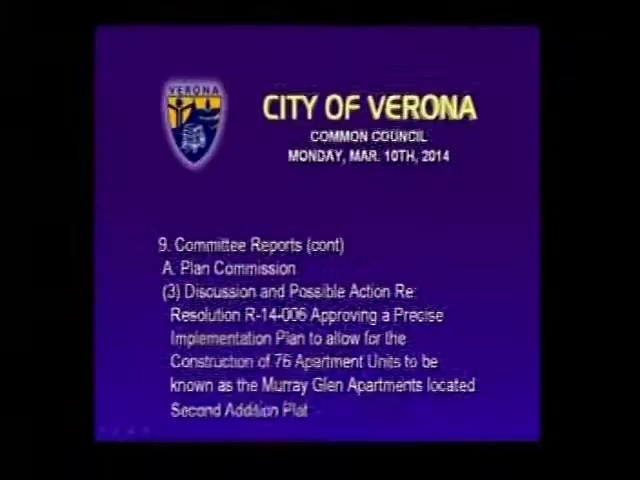 VERONA
CITY OF VERONA
COMMON COUNCIL
MONDAY, MAR. 10TH, 2014
9. Committee Reports (cont)
A. Plan Commission
(3) Discussion and Possible Action Re:
Resolution R-14-006 Approving a Precise
Implementation Plan to allow for the
Construction of 76 Apartment Units to be
known as the Murray Glen Apartments located
Second Addition Plat